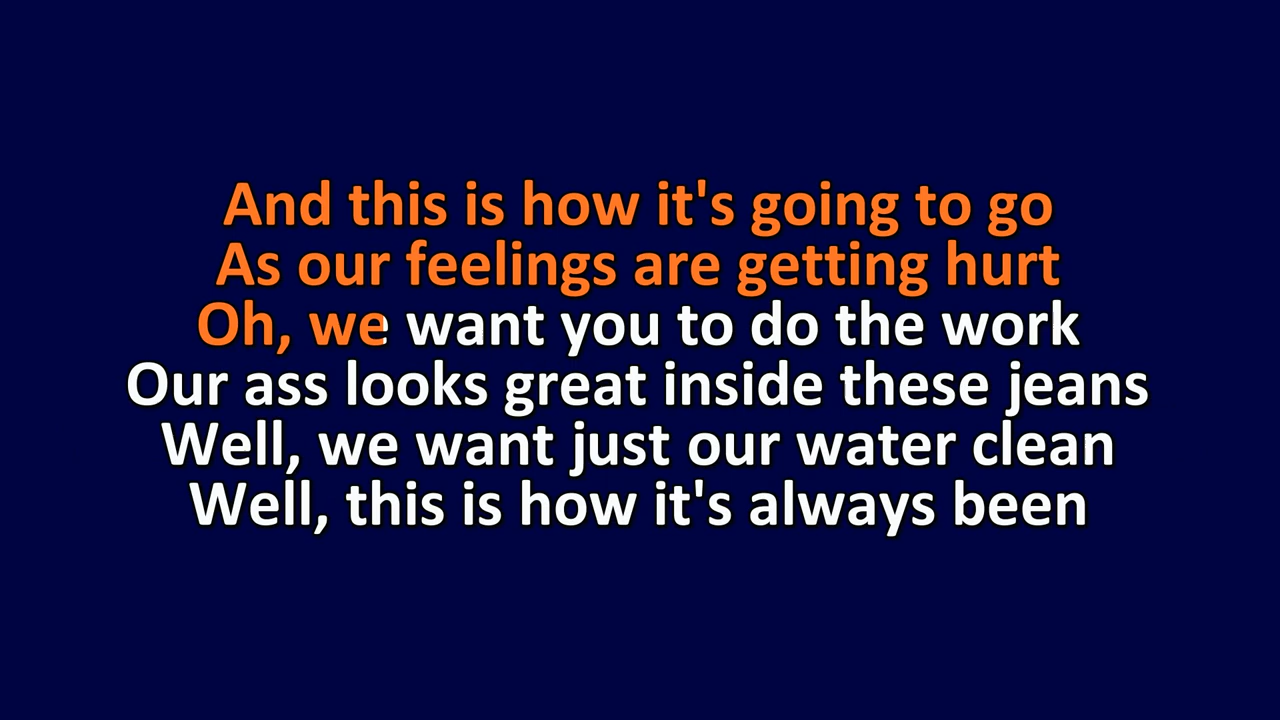 And this is how it's going to go
As our feelings are getting hurt
Oh, we want you to do the work
Our ass looks great inside these jeans
Well, we want just our water clean
Well, this is how it's always been